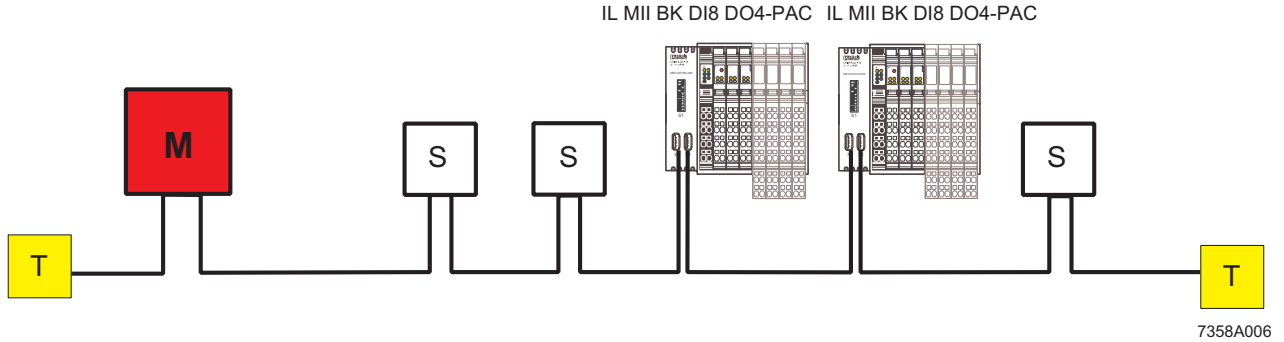 IL MII BK DI8 DO4-PAC IL MII BK DI8 DO4-PAC
M
S
S
S
T
T
7358A006